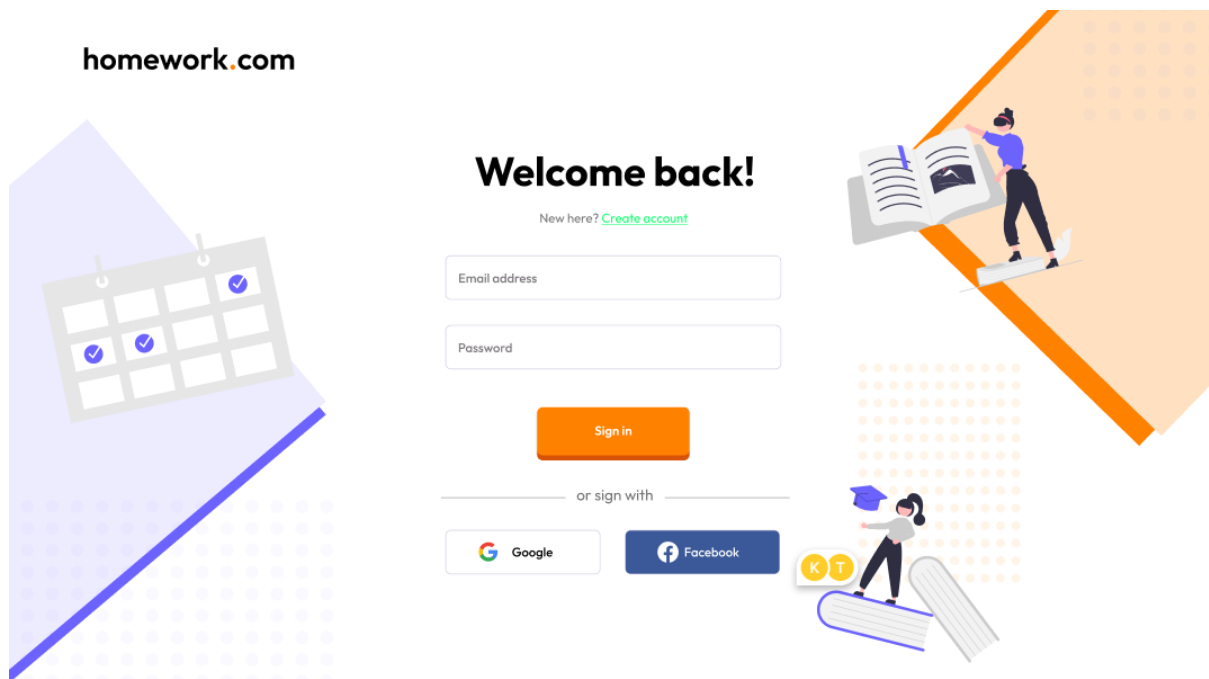 homework.com
Welcome back!
New here? Create account
Email address
Password
Sign in
or sign with
Google
Facebook
K T